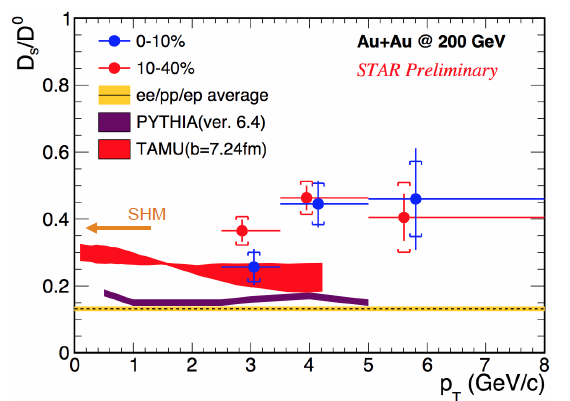 D_s/D^0
1
0.8
0.6
0.4
0.2
0
0-10%
10-40%
ee/pp/ep average
PYTHIA(ver. 6.4)
TAMU(b=7.24fm)
Au+Au @ 200 GeV
STAR Preliminary
SHM
0 1 2 3 4 5 6 7 8
p_T (GeV/c)